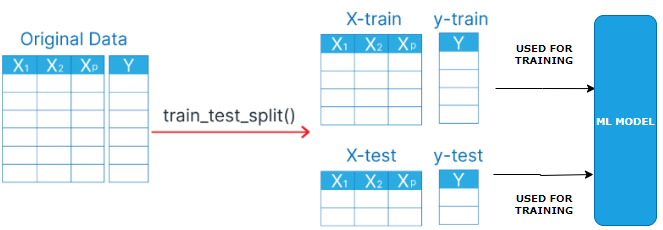 Original Data
X₁ X₂ Xₚ Y
train_test_split()
X-train y-train
X₁ X₂ Xₚ Y
USED FOR
TRAINING
X-test y-test
X₁ X₂ Xₚ Y
USED FOR
TRAINING
ML MODEL